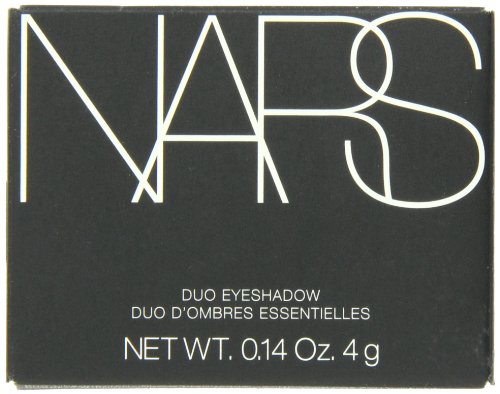 NARS
DUO EYESHADOW
DUO D'OMBRES ESSENTIELLES
NET WT. 0.14 Oz. 4 g